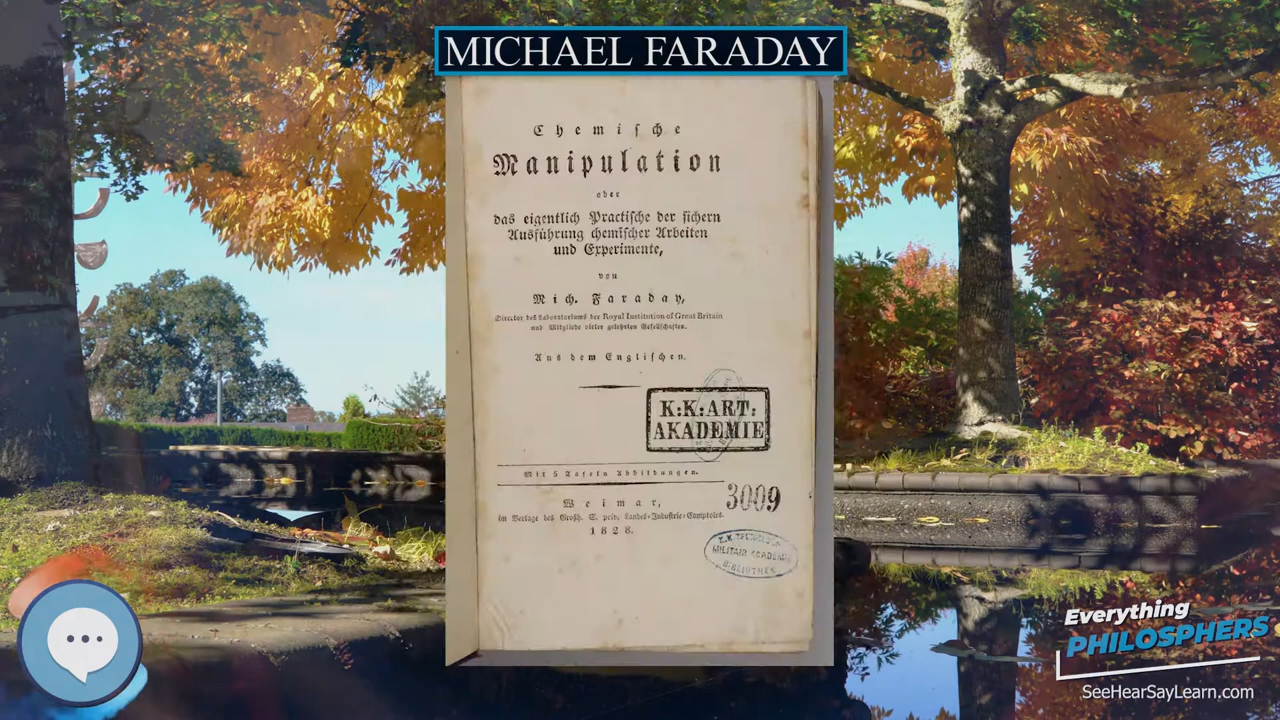 MICHAEL FARADAY
Chemische
Manipulation
oder
das eigentlich Practische der sichern
Ausführung chemischer Arbeiten
und Experimente,
von
Mich. Faraday,
Director des Laboratoriums der Royal Institution of Great Britain
und Mitgliede vieler gelehrten Gesellschaften.
Aus dem Englischen.
K:K:ART:
AKADEMIE
Mit 5 Tafeln Abbildungen.
3009
Weimar,
im Verlage des Großh. S. priv. Landes-Industrie-Comptoirs.
1828.
MILITAIR ACADEMIE
BIBLIOTHEK
Everything
PHILOSPHERS
SeeHearSayLearn.com